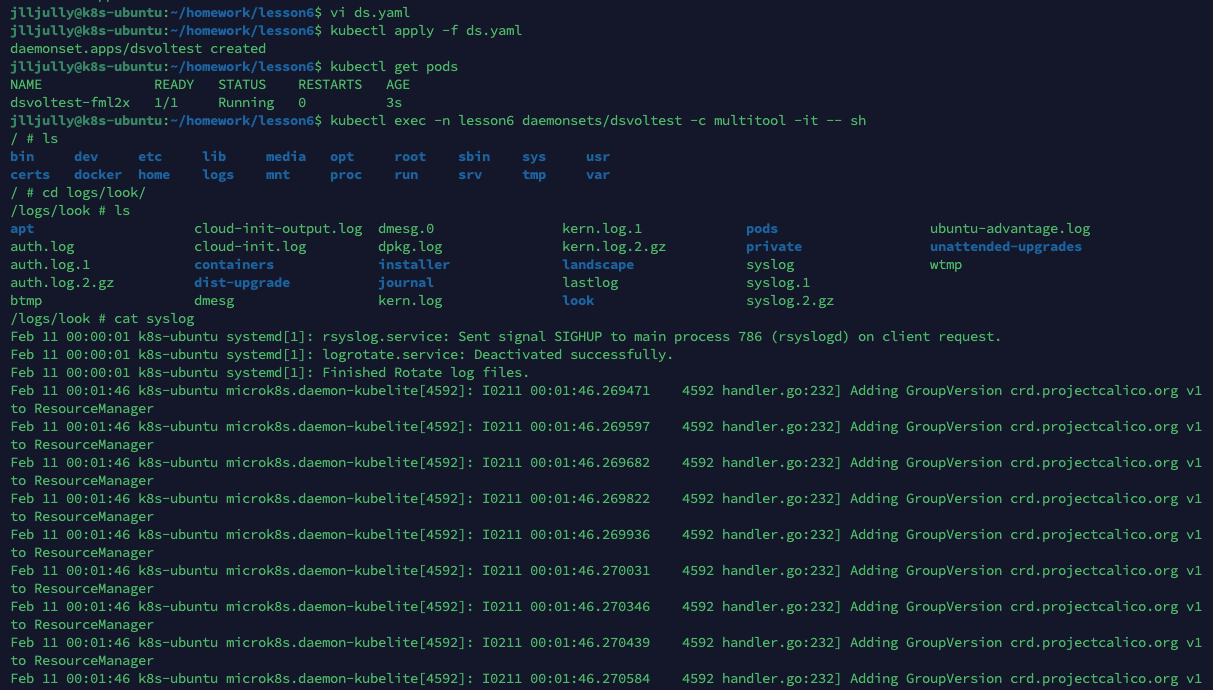 jlljully@k8s-ubuntu:~/homework/lesson6$ vi ds.yaml
jlljully@k8s-ubuntu:~/homework/lesson6$ kubectl apply -f ds.yaml
daemonset.apps/dsvoltest created
jlljully@k8s-ubuntu:~/homework/lesson6$ kubectl get pods
NAME              READY   STATUS    RESTARTS   AGE
dsvoltest-fml2x   1/1     Running   0          3s
jlljully@k8s-ubuntu:~/homework/lesson6$ kubectl exec -n lesson6 daemonsets/dsvoltest -c multitool -it -- sh
/ # ls
bin     dev     etc     lib     media   opt     root    sbin    sys     usr
certs   docker  home    logs    mnt     proc    run     srv     tmp     var
/ # cd logs/look/
/logs/look # ls
apt                    cloud-init-output.log  dmesg.0                kern.log.1             pods                   ubuntu-advantage.log
auth.log               cloud-init.log         dpkg.log               kern.log.2.gz          private                unattended-upgrades
auth.log.1             containers             installer              landscape              syslog                 wtmp
auth.log.2.gz          dist-upgrade           journal                lastlog                syslog.1
btmp                   dmesg                  kern.log               look                   syslog.2.gz
/logs/look # cat syslog
Feb 11 00:00:01 k8s-ubuntu systemd[1]: rsyslog.service: Sent signal SIGHUP to main process 786 (rsyslogd) on client request.
Feb 11 00:00:01 k8s-ubuntu systemd[1]: logrotate.service: Deactivated successfully.
Feb 11 00:00:01 k8s-ubuntu systemd[1]: Finished Rotate log files.
Feb 11 00:01:46 k8s-ubuntu microk8s.daemon-kubelite[4592]: I0211 00:01:46.269471    4592 handler.go:232] Adding GroupVersion crd.projectcalico.org v1
to ResourceManager
Feb 11 00:01:46 k8s-ubuntu microk8s.daemon-kubelite[4592]: I0211 00:01:46.269597    4592 handler.go:232] Adding GroupVersion crd.projectcalico.org v1
to ResourceManager
Feb 11 00:01:46 k8s-ubuntu microk8s.daemon-kubelite[4592]: I0211 00:01:46.269682    4592 handler.go:232] Adding GroupVersion crd.projectcalico.org v1
to ResourceManager
Feb 11 00:01:46 k8s-ubuntu microk8s.daemon-kubelite[4592]: I0211 00:01:46.269822    4592 handler.go:232] Adding GroupVersion crd.projectcalico.org v1
to ResourceManager
Feb 11 00:01:46 k8s-ubuntu microk8s.daemon-kubelite[4592]: I0211 00:01:46.269936    4592 handler.go:232] Adding GroupVersion crd.projectcalico.org v1
to ResourceManager
Feb 11 00:01:46 k8s-ubuntu microk8s.daemon-kubelite[4592]: I0211 00:01:46.270031    4592 handler.go:232] Adding GroupVersion crd.projectcalico.org v1
to ResourceManager
Feb 11 00:01:46 k8s-ubuntu microk8s.daemon-kubelite[4592]: I0211 00:01:46.270346    4592 handler.go:232] Adding GroupVersion crd.projectcalico.org v1
to ResourceManager
Feb 11 00:01:46 k8s-ubuntu microk8s.daemon-kubelite[4592]: I0211 00:01:46.270439    4592 handler.go:232] Adding GroupVersion crd.projectcalico.org v1
to ResourceManager
Feb 11 00:01:46 k8s-ubuntu microk8s.daemon-kubelite[4592]: I0211 00:01:46.270584    4592 handler.go:232] Adding GroupVersion crd.projectcalico.org v1